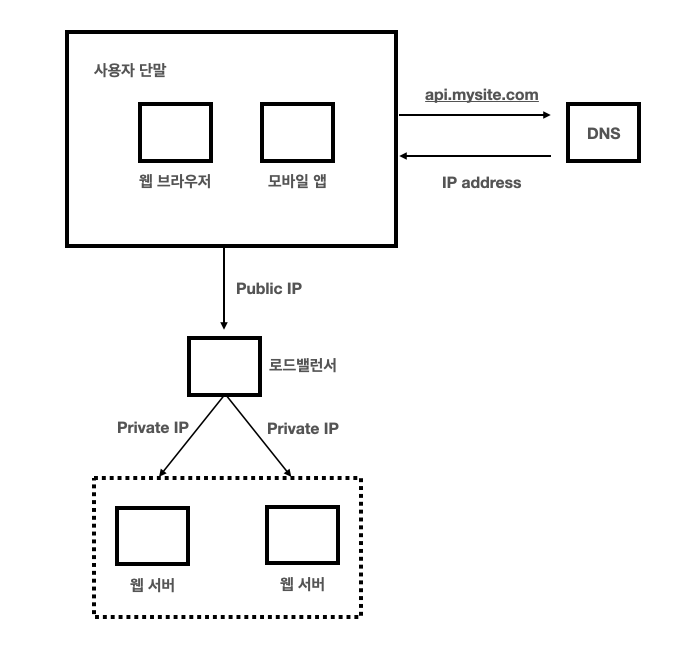 사용자 단말
api.mysite.com
DNS
웹 브라우저
모바일 앱
IP address
Public IP
로드밸런서
Private IP
Private IP
웹 서버
웹 서버